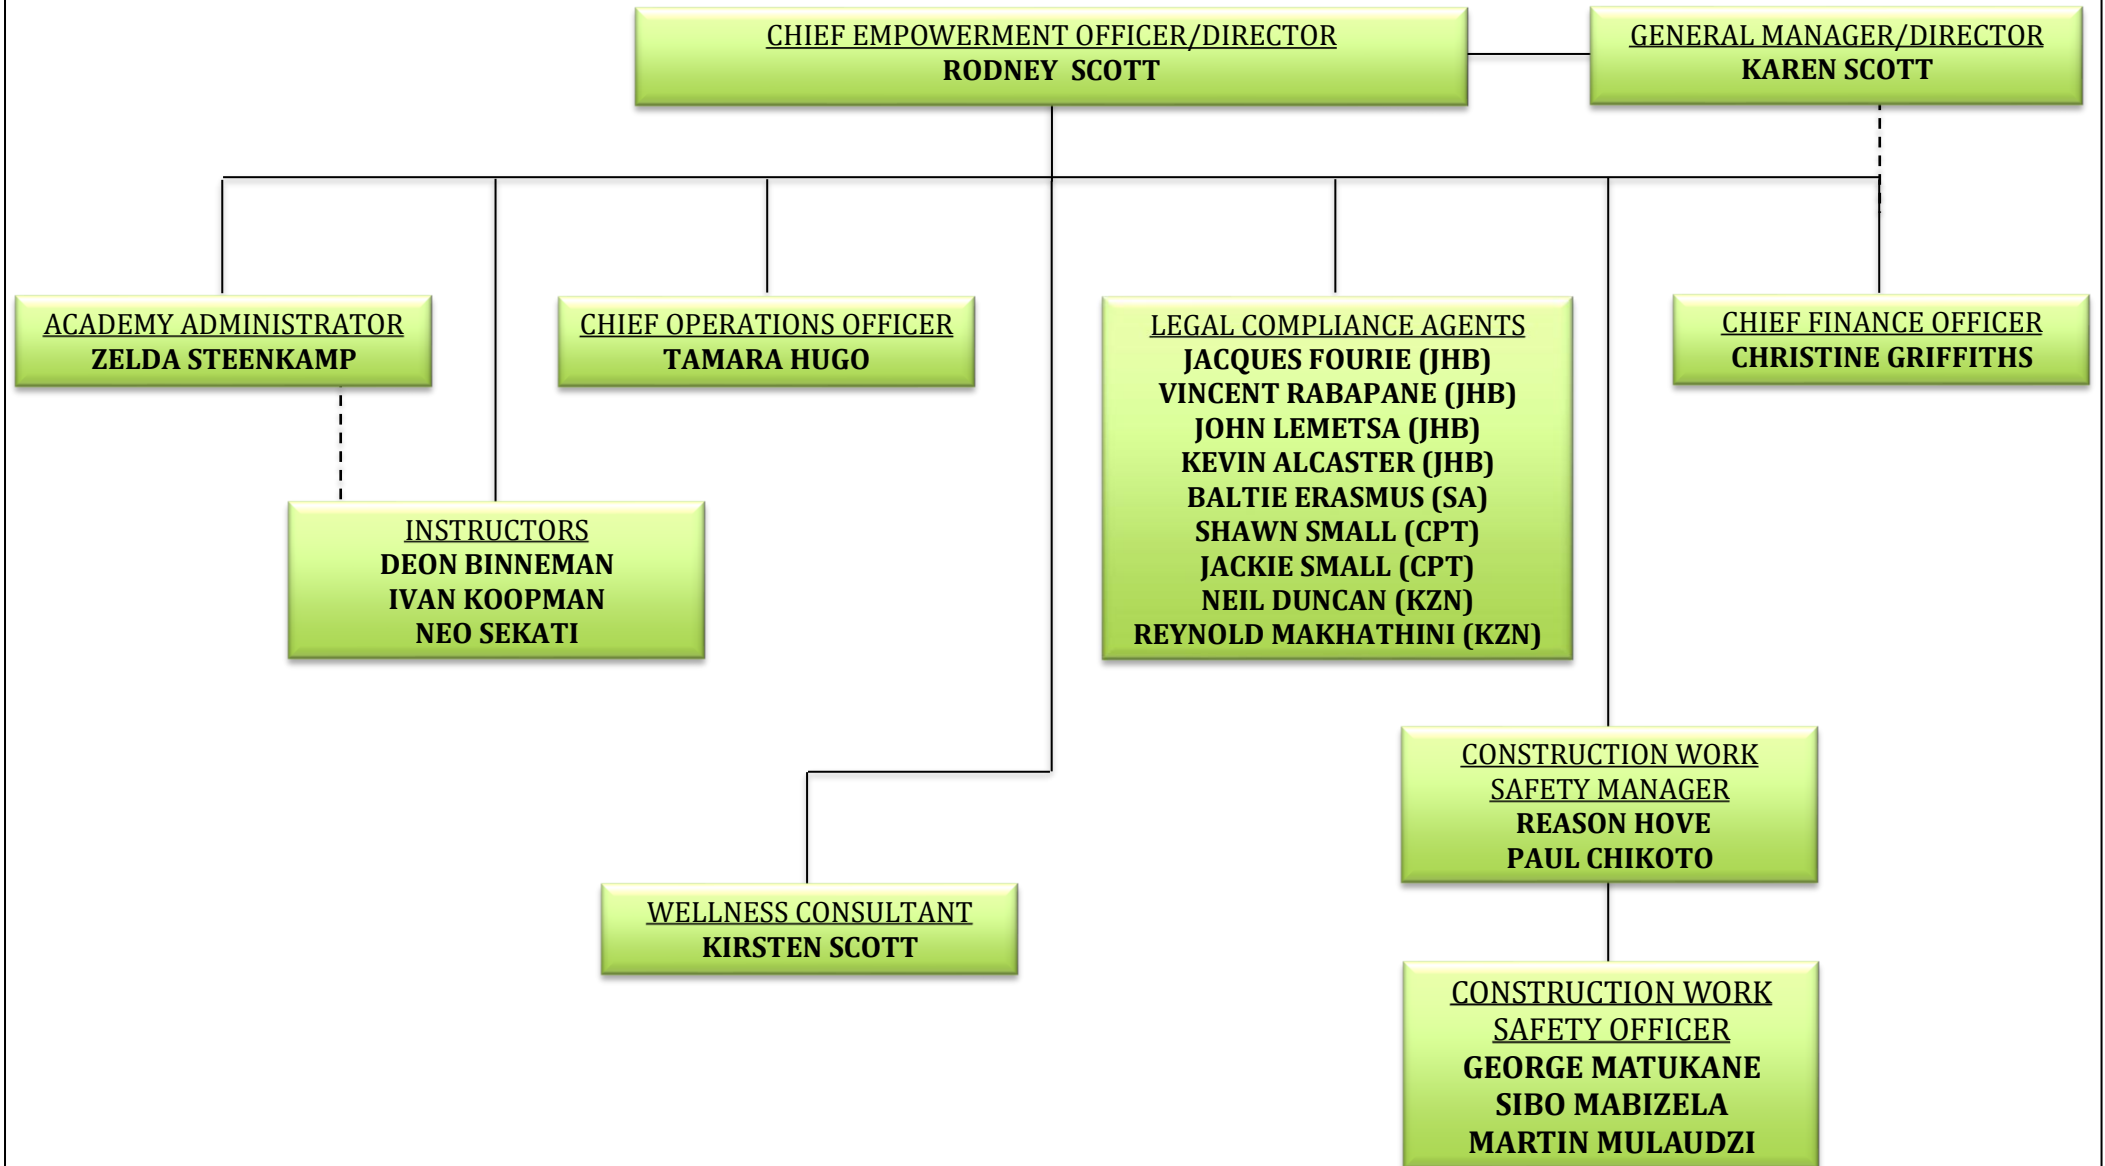 CHIEF EMPOWERMENT OFFICER/DIRECTOR
RODNEY SCOTT
GENERAL MANAGER/DIRECTOR
KAREN SCOTT
ACADEMY ADMINISTRATOR
ZELDA STEENKAMP
CHIEF OPERATIONS OFFICER
TAMARA HUGO
LEGAL COMPLIANCE AGENTS
JACQUES FOURIE (JHB)
VINCENT RABAPANE (JHB)
JOHN LEMETSA (JHB)
KEVIN ALCASTER (JHB)
BALTIE ERASMUS (SA)
SHAWN SMALL (CPT)
JACKIE SMALL (CPT)
NEIL DUNCAN (KZN)
REYNOLD MAKHATHINI (KZN)
CHIEF FINANCE OFFICER
CHRISTINE GRIFFITHS
INSTRUCTORS
DEON BINNEMAN
IVAN KOOPMAN
NEO SEKATI
CONSTRUCTION WORK
SAFETY MANAGER
REASON HOVE
PAUL CHIKOTO
WELLNESS CONSULTANT
KIRSTEN SCOTT
CONSTRUCTION WORK
SAFETY OFFICER
GEORGE MATUKANE
SIBO MABIZELA
MARTIN MULAUDZI